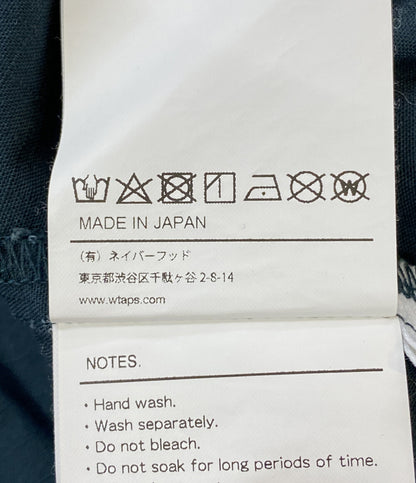 MADE IN JAPAN
(有) ネイバーフッド
東京都渋谷区千駄ヶ谷 2-8-14
www.wtaps.com
NOTES.
・Hand wash.
・Wash separately.
・Do not bleach.
・Do not soak for long periods of time.